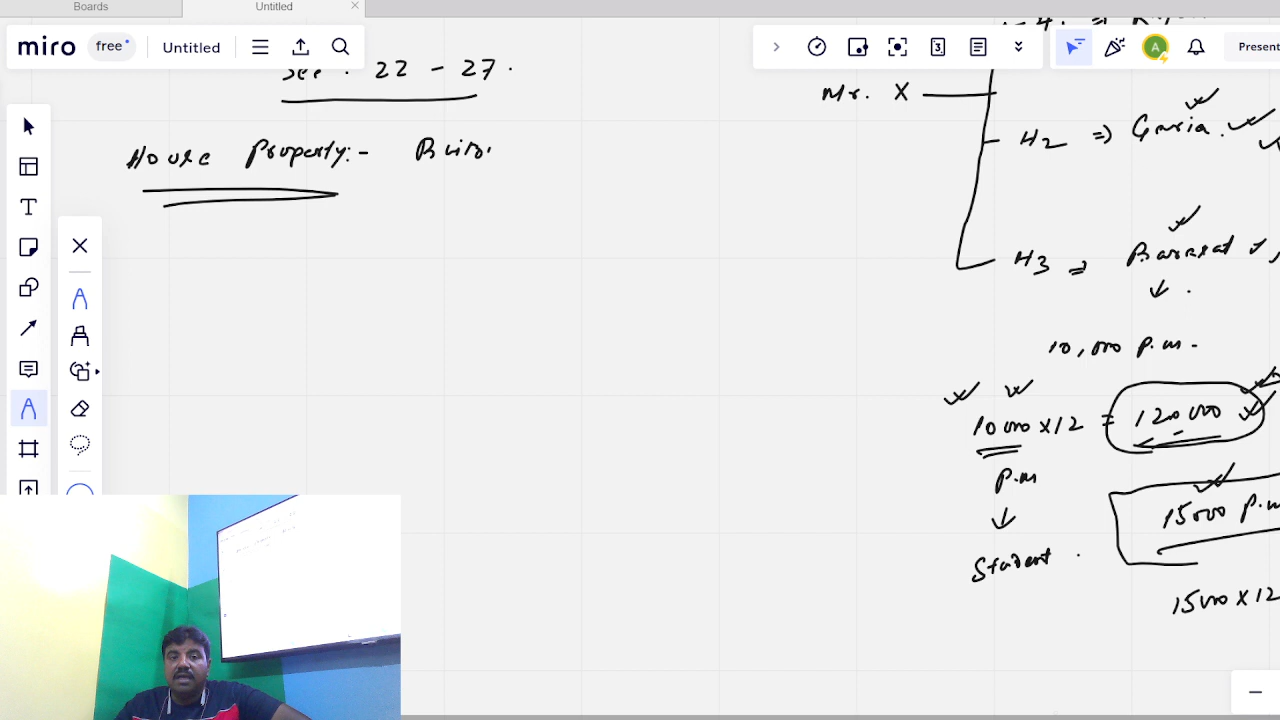 Boards
Untitled
miro
free
Untitled
Present
Sec. 22 - 27.
House Property:-
Mr. X
H2 ⇒ Garia.
H3 ⇒ Barasat
10,000 P.m.
10000 x 12 = 120000
P.m
15000 P.m
Student
1500 x 12